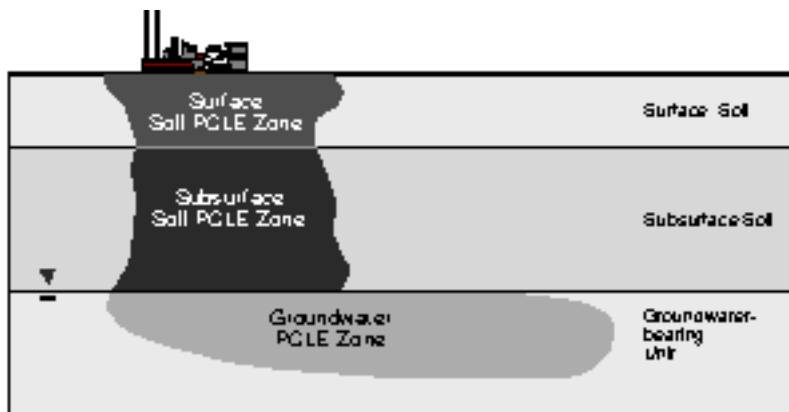 Surface
Soil PCLE Zone
Surface Soil
Subsurface
Soil PCLE Zone
Subsurface Soil
Groundwater
PCLE Zone
Groundwater-
bearing
Unit